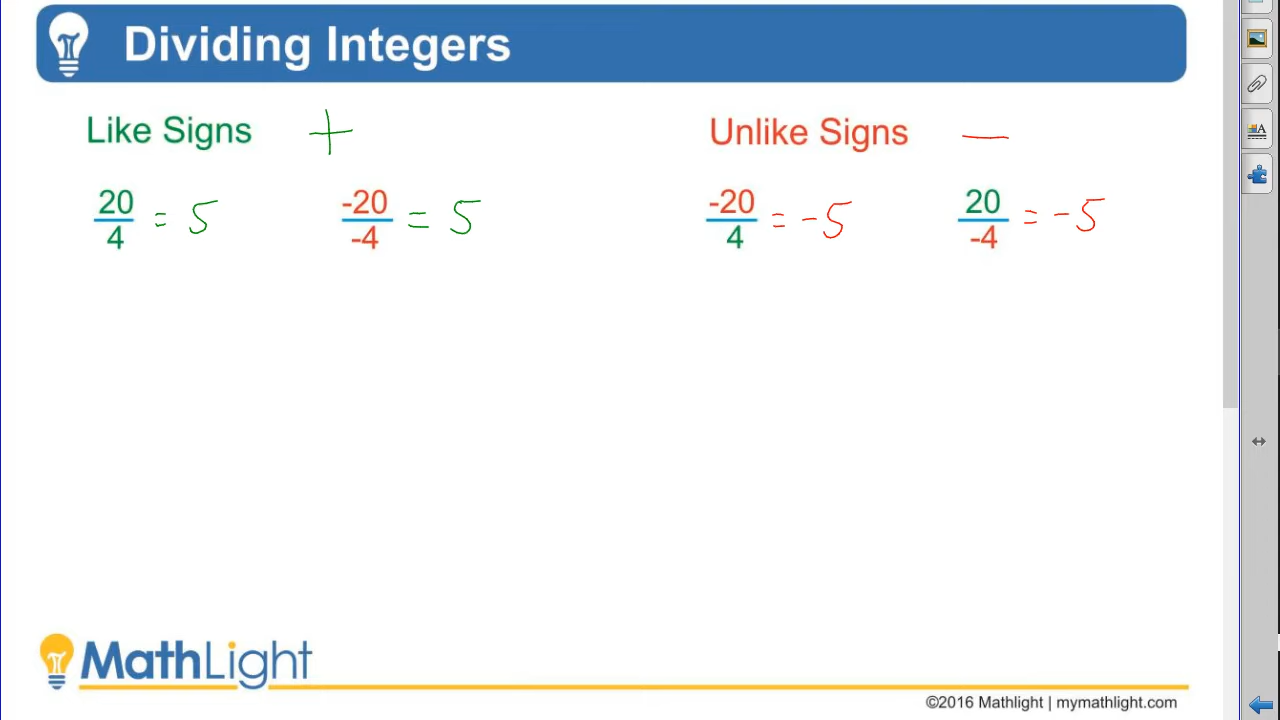 Dividing Integers
Like Signs + Unlike Signs —
20/4 = 5 -20/-4 = 5 -20/4 = -5 20/-4 = -5
MathLight
©2016 Mathlight | mymathlight.com